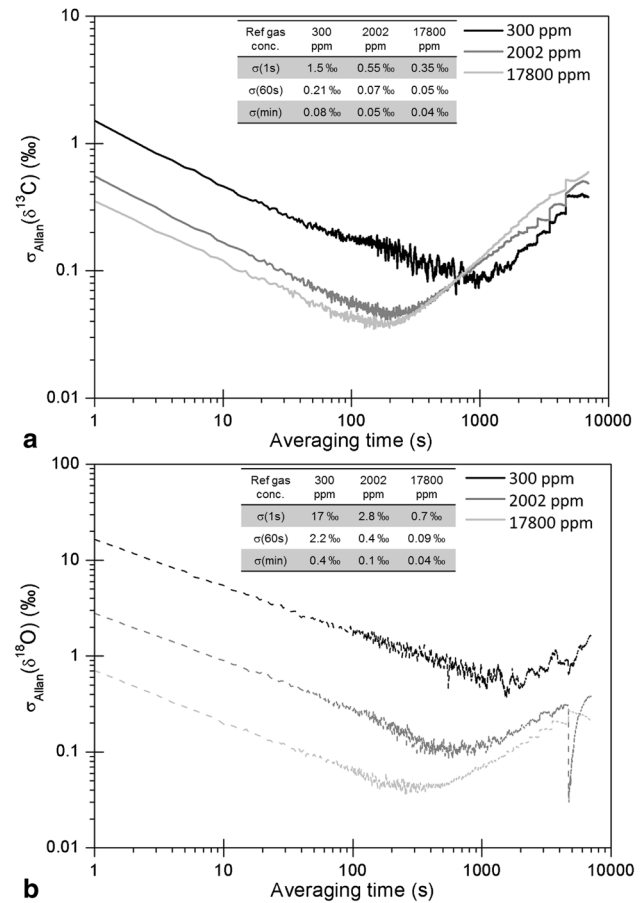 σAllan(δ13C) (‰)
10
1
0.1
0.01
Ref gas conc. 300 ppm 2002 ppm 17800 ppm
σ(1s) 1.5 ‰ 0.55 ‰ 0.35 ‰
σ(60s) 0.21 ‰ 0.07 ‰ 0.05 ‰
σ(min) 0.08 ‰ 0.05 ‰ 0.04 ‰
300 ppm
2002 ppm
17800 ppm
1 10 100 1000 10000
Averaging time (s)
a
σAllan(δ18O) (‰)
100
10
1
0.1
0.01
Ref gas conc. 300 ppm 2002 ppm 17800 ppm
σ(1s) 17 ‰ 2.8 ‰ 0.7 ‰
σ(60s) 2.2 ‰ 0.4 ‰ 0.09 ‰
σ(min) 0.4 ‰ 0.1 ‰ 0.04 ‰
300 ppm
2002 ppm
17800 ppm
1 10 100 1000 10000
Averaging time (s)
b